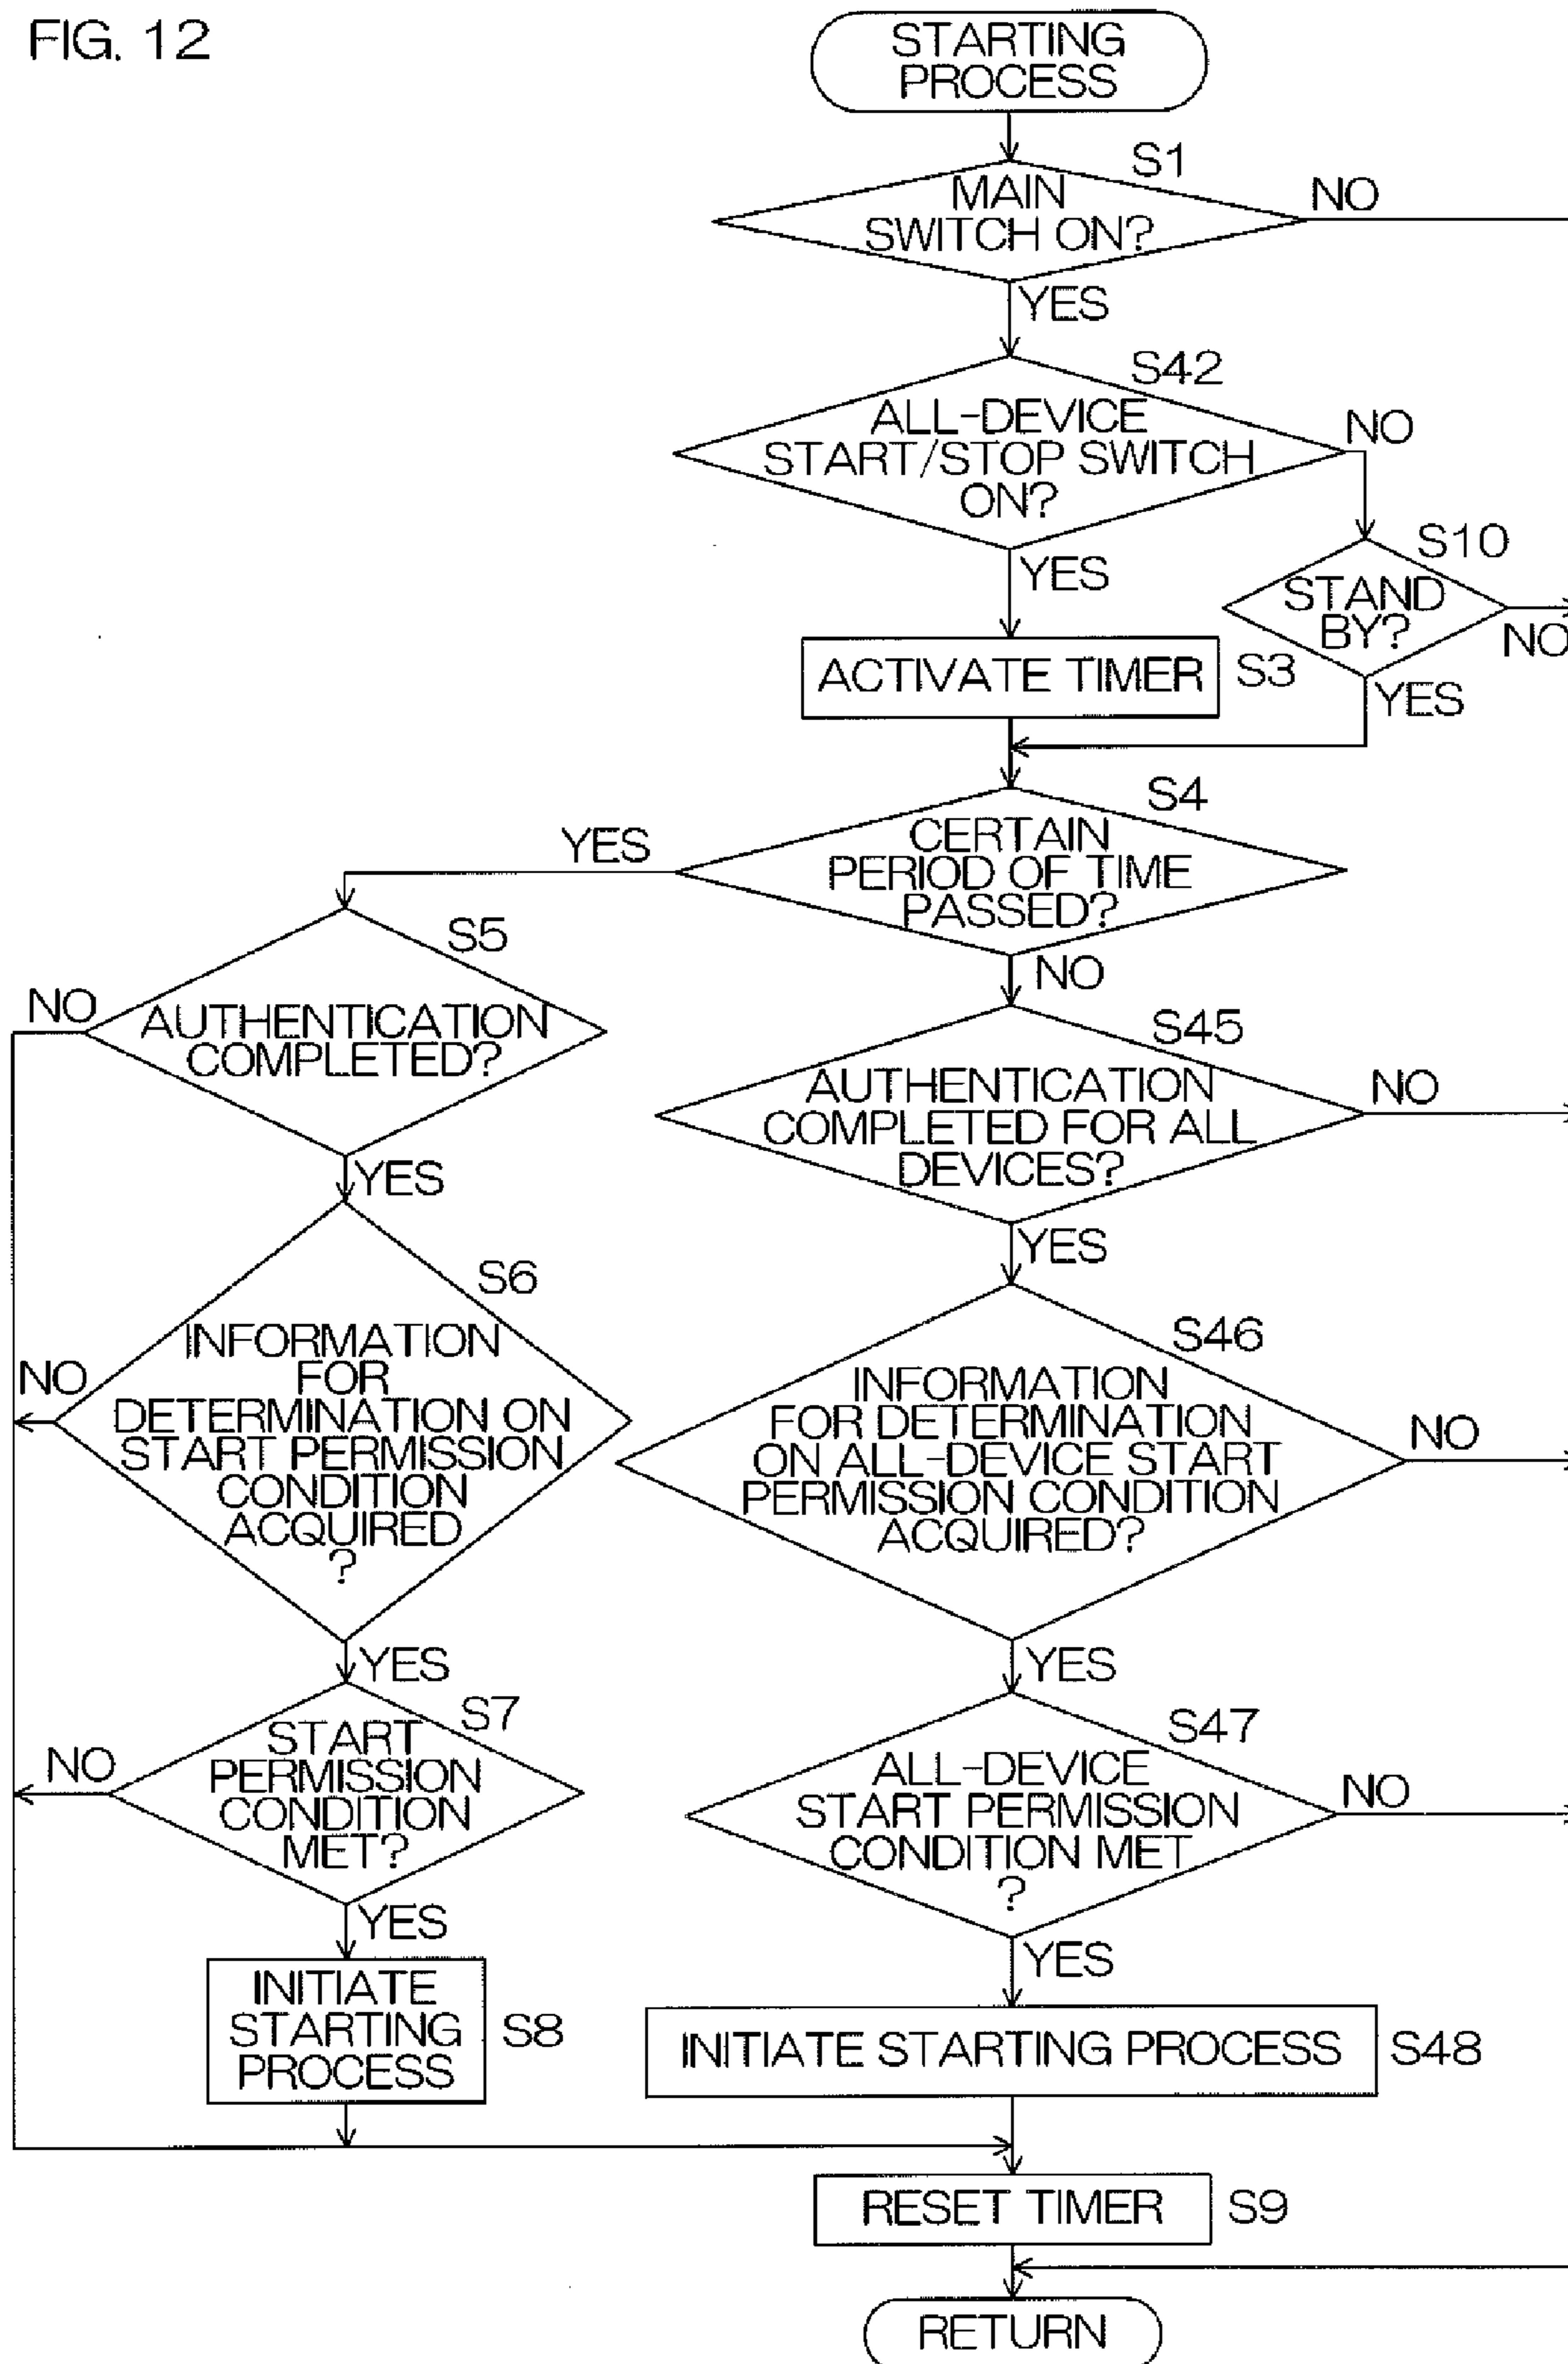 FIG. 12
STARTING
PROCESS
S1
MAIN
SWITCH ON?
NO
YES
S42
ALL-DEVICE
START/STOP SWITCH
ON?
NO
YES
S10
STAND
BY?
NO
YES
ACTIVATE TIMER
S3
S4
CERTAIN
PERIOD OF TIME
PASSED?
YES
NO
S5
AUTHENTICATION
COMPLETED?
NO
YES
S6
INFORMATION
FOR
DETERMINATION ON
START PERMISSION
CONDITION
ACQUIRED
?
NO
YES
S7
START
PERMISSION
CONDITION
MET?
NO
YES
INITIATE
STARTING
PROCESS
S8
S45
AUTHENTICATION
COMPLETED FOR ALL
DEVICES?
NO
YES
S46
INFORMATION
FOR DETERMINATION
ON ALL-DEVICE START
PERMISSION CONDITION
ACQUIRED?
NO
YES
S47
ALL-DEVICE
START PERMISSION
CONDITION MET
?
NO
YES
INITIATE STARTING PROCESS
S48
RESET TIMER
S9
RETURN